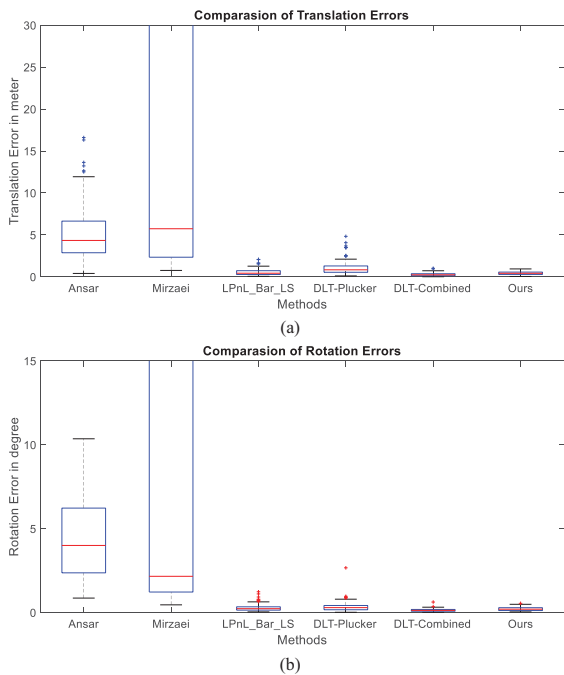 Comparasion of Translation Errors
30
25
20
15
10
5
0
Translation Error in meter
Ansar Mirzaei LPnL_Bar_LS DLT-Plucker DLT-Combined Ours
Methods
(a)
Comparasion of Rotation Errors
15
10
5
0
Rotation Error in degree
Ansar Mirzaei LPnL_Bar_LS DLT-Plucker DLT-Combined Ours
Methods
(b)